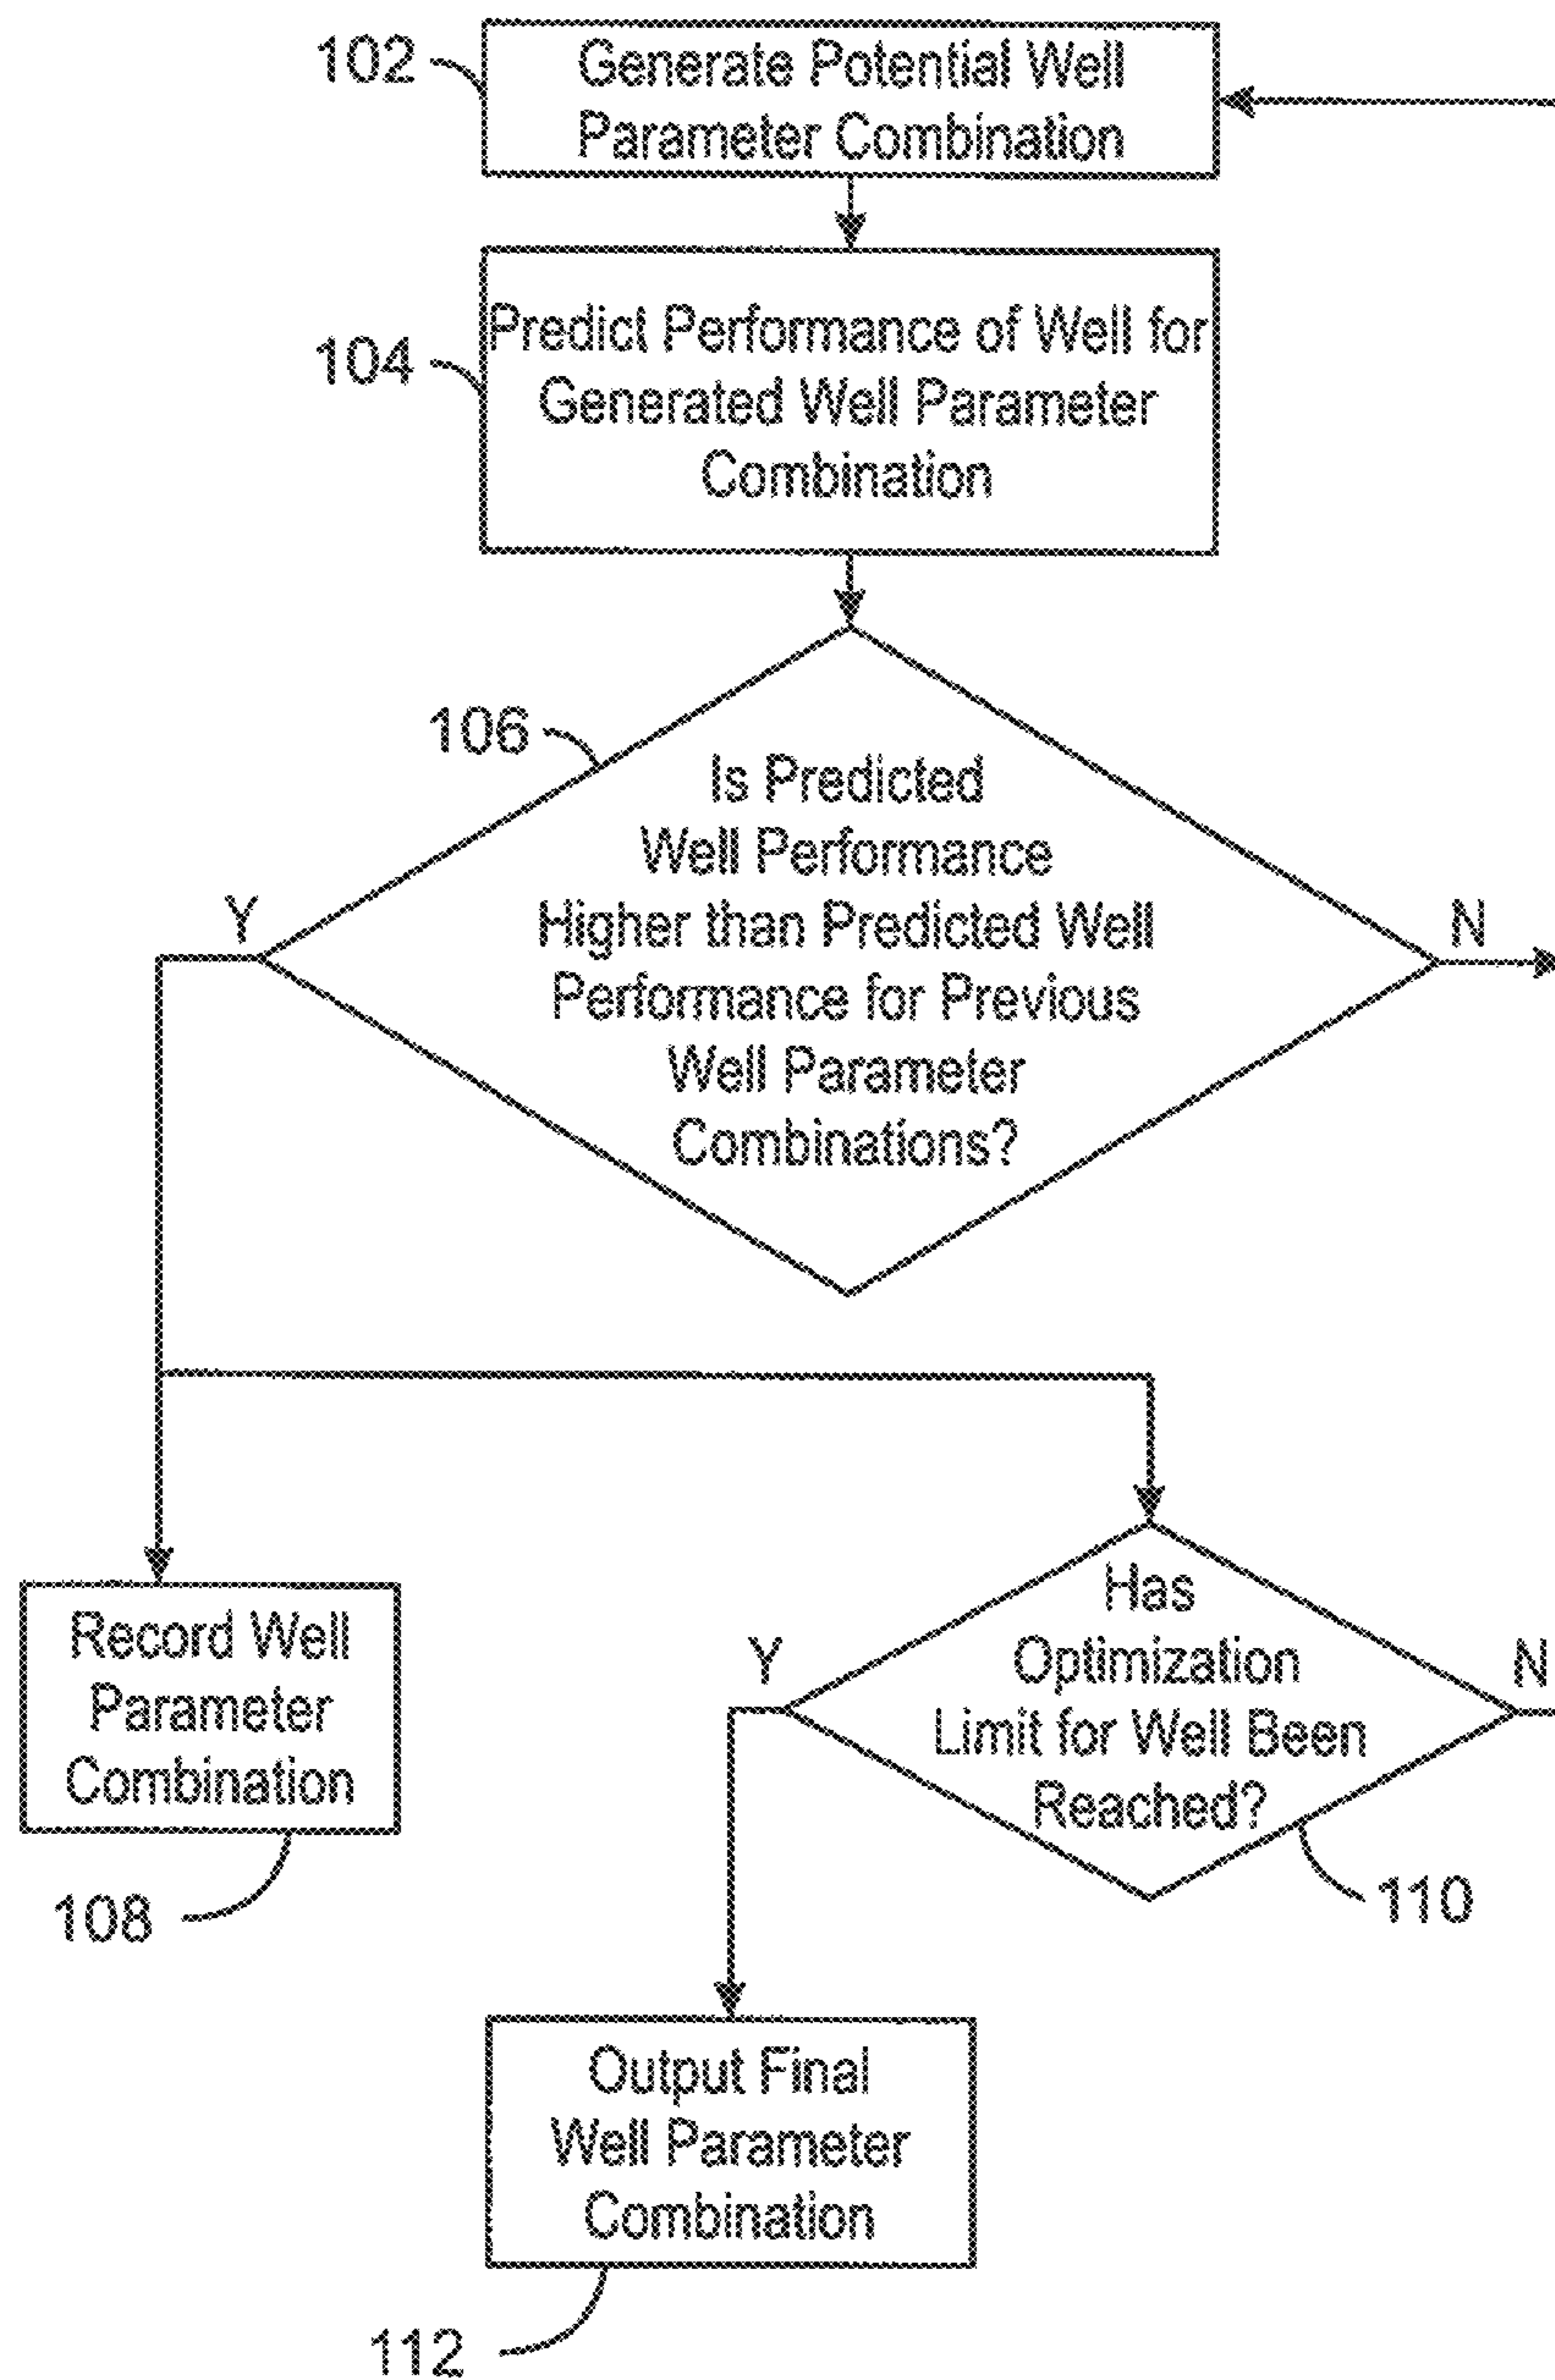 102
Generate Potential Well
Parameter Combination
104
Predict Performance of Well for
Generated Well Parameter
Combination
106
Is Predicted
Well Performance
Higher than Predicted Well
Performance for Previous
Well Parameter
Combinations?
Y
N
Record Well
Parameter
Combination
108
Has
Optimization
Limit for Well Been
Reached?
Y
N
110
Output Final
Well Parameter
Combination
112